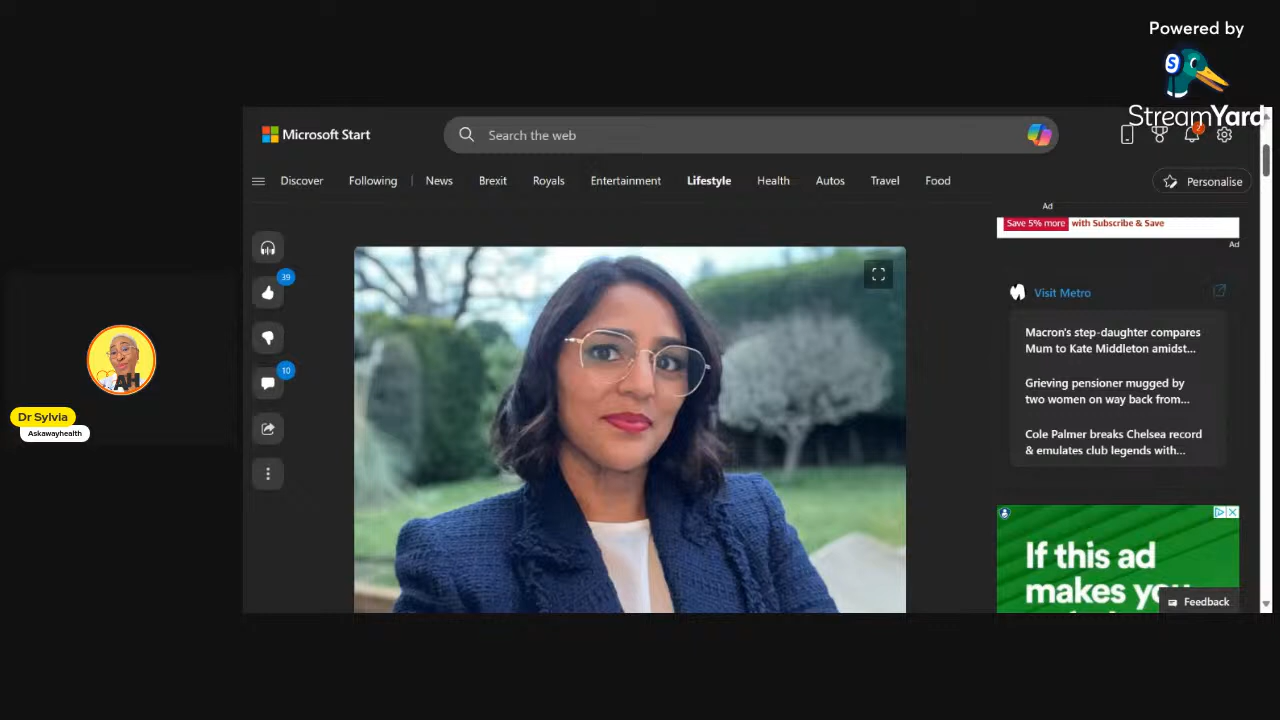 Powered by
StreamYard
Microsoft Start
Search the web
2
Discover
Following
News
Brexit
Royals
Entertainment
Lifestyle
Health
Autos
Travel
Food
Personalise
39
10
Ad
Save 5% more with Subscribe & Save
Ad
Visit Metro
Macron's step-daughter compares
Mum to Kate Middleton amidst...
Grieving pensioner mugged by
two women on way back from...
Cole Palmer breaks Chelsea record
& emulates club legends with...
If this ad
makes yo
Feedback
AH
Dr Sylvia
Askawayhealth